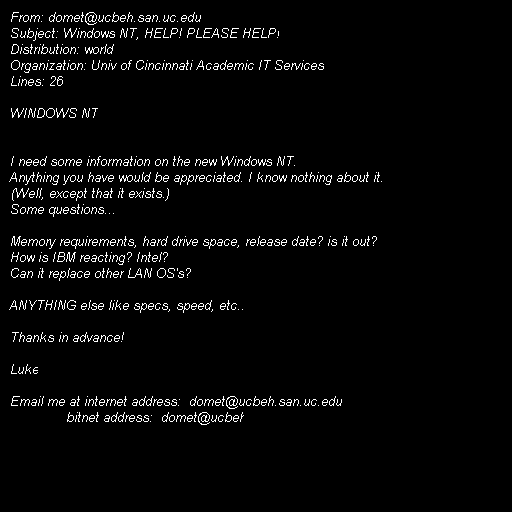 From: domet@ucbeh.san.uc.edu
Subject: Windows NT, HELP! PLEASE HELP!
Distribution: world
Organization: Univ of Cincinnati Academic IT Services
Lines: 26
WINDOWS NT
I need some information on the new Windows NT.
Anything you have would be appreciated. I know nothing about it.
(Well, except that it exists.)
Some questions...
Memory requirements, hard drive space, release date? is it out?
How is IBM reacting? Intel?
Can it replace other LAN OS's?
ANYTHING else like specs, speed, etc..
Thanks in advance!
Luke
Email me at internet address:  domet@ucbeh.san.uc.edu
bitnet address:  domet@ucbeh